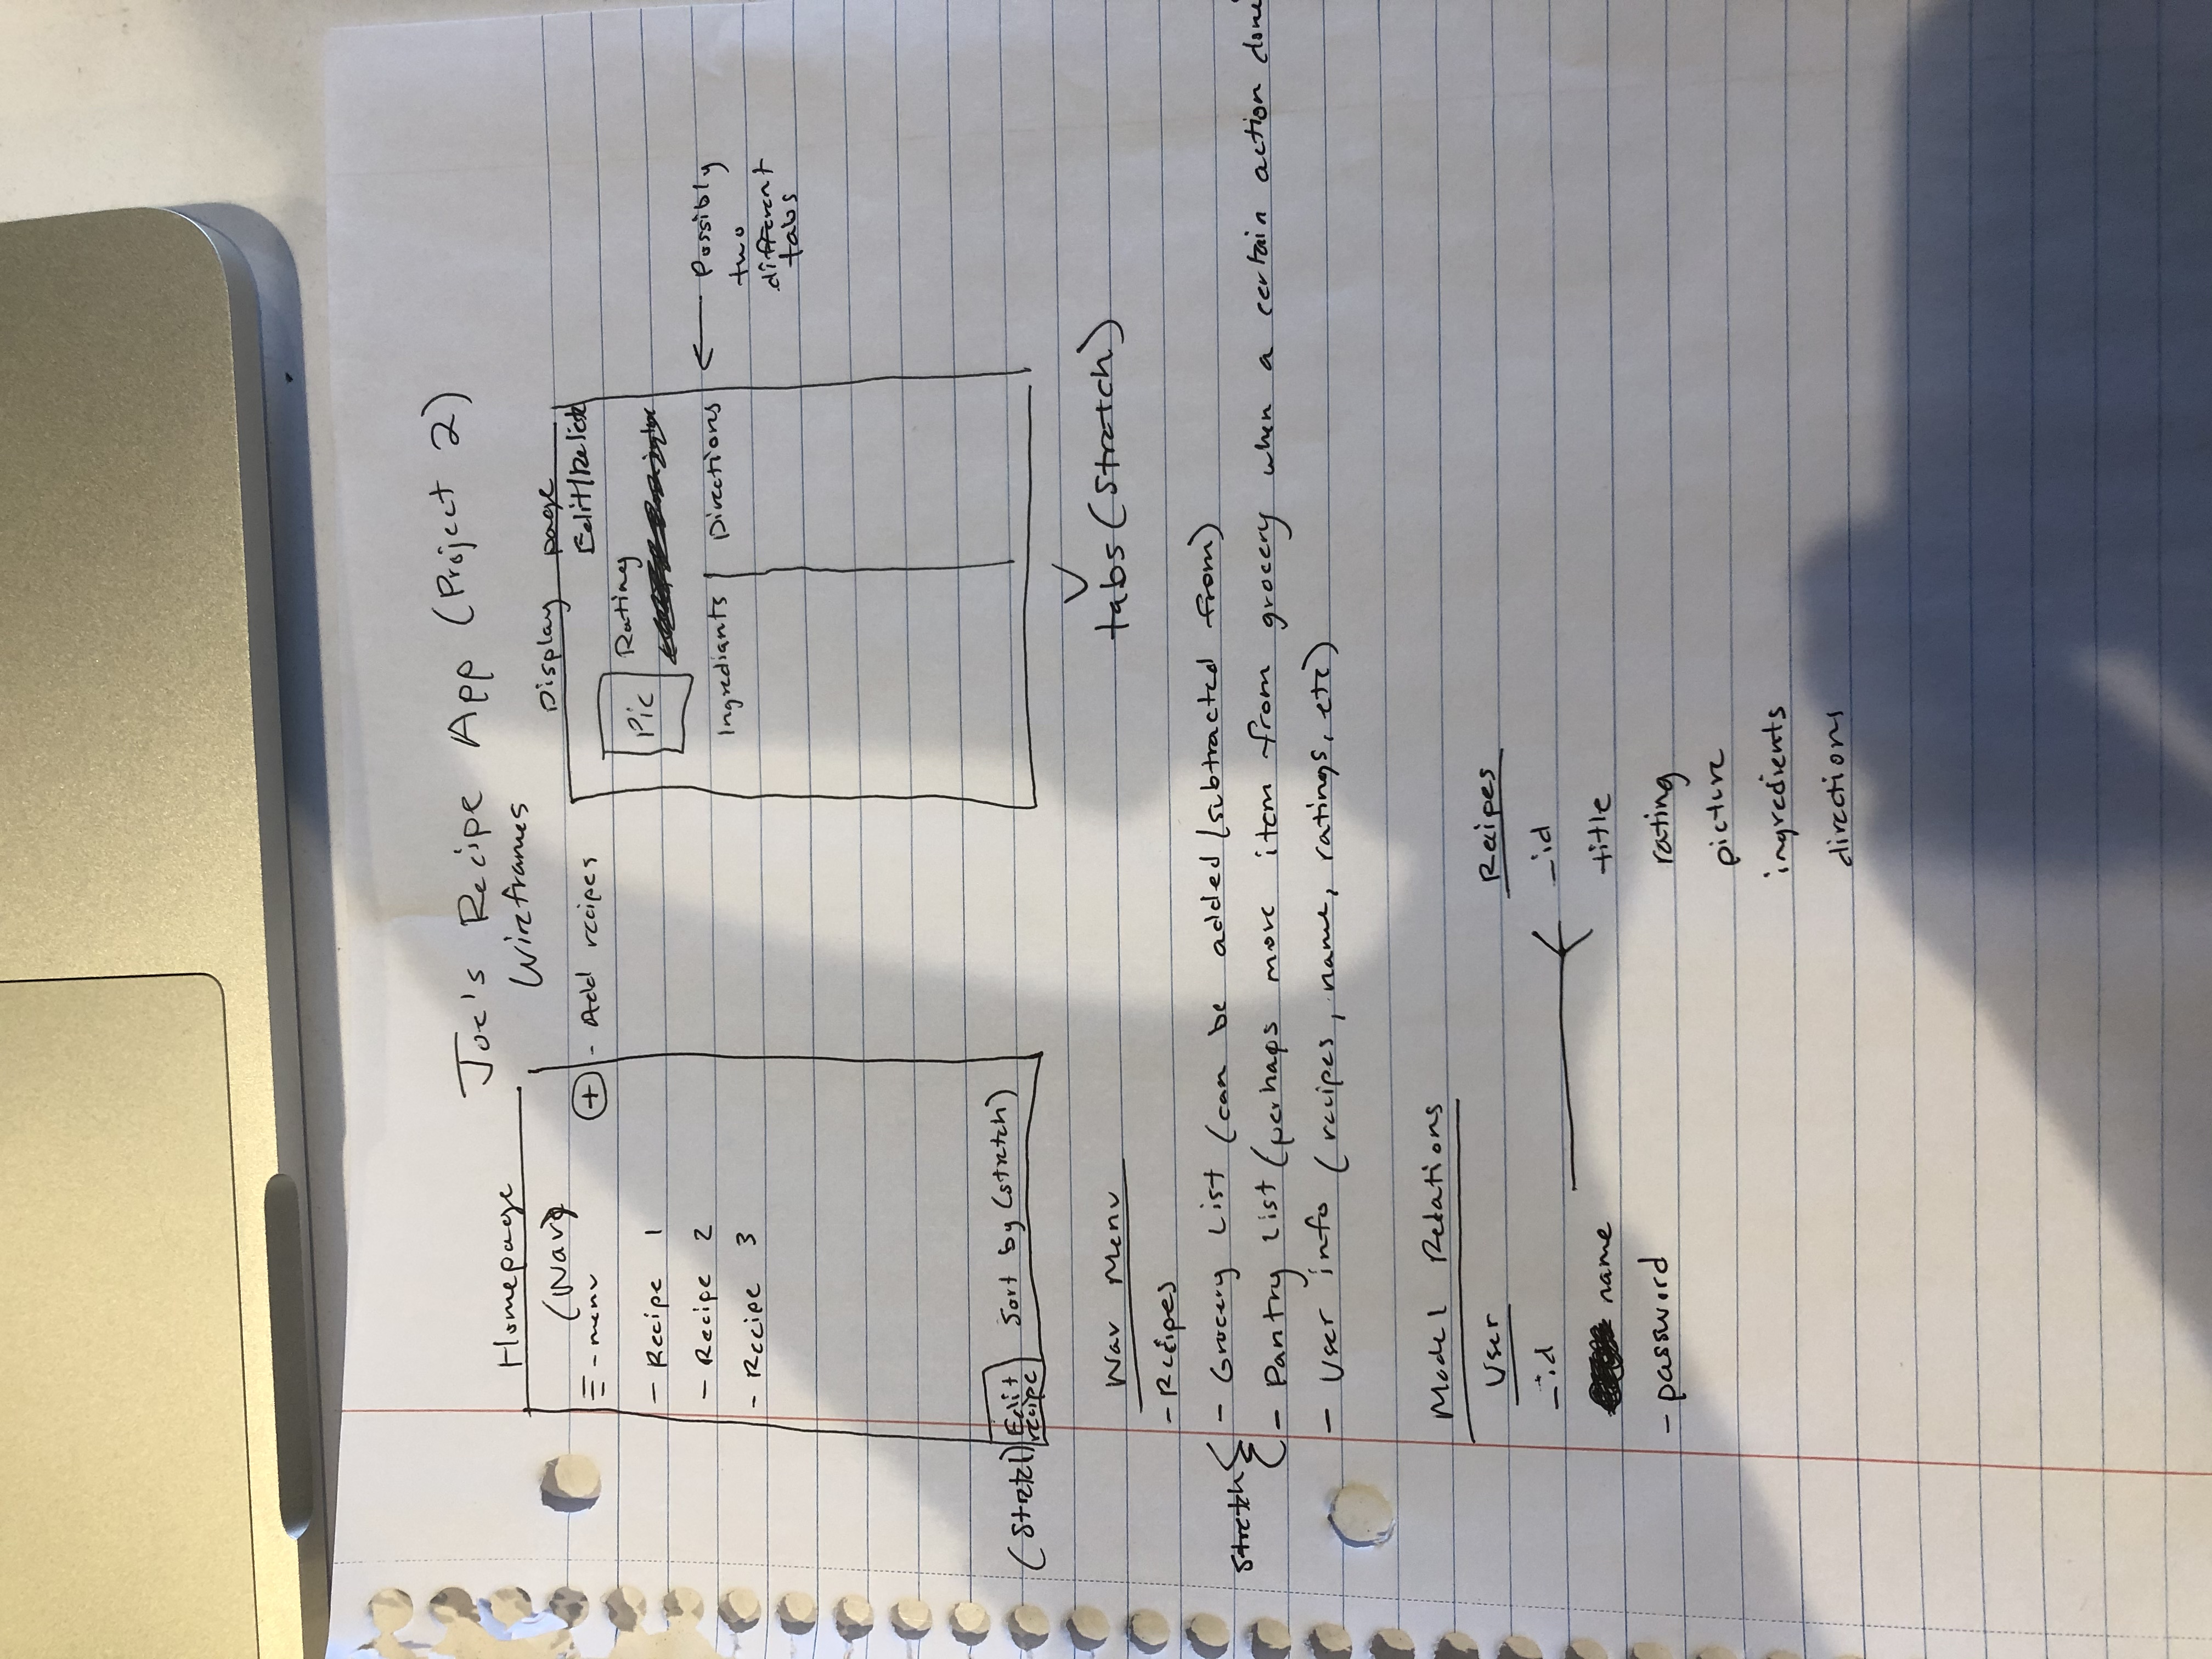 Joe's Recipe App (Project 2)
Wireframes
Homepage
(Nav)
- menu
+ - Add recipes
- Recipe 1
- Recipe 2
- Recipe 3
(Stretch) Edit recipe
Sort by (stretch)
Display page
Edit/Delete
Pic
Rating
Ingrediants
Directions
Possibly
two
different
tabs
tabs (Stretch)
Nav Menu
- Recipes
Stretch
- Grocery List (can be added/subtracted from)
- Pantry List (perhaps move item from grocery when a certain action done
- User info (recipes, name, ratings, etc)
Model Relations
User
_id
name
- password
Recipes
_id
title
rating
picture
ingredients
directions